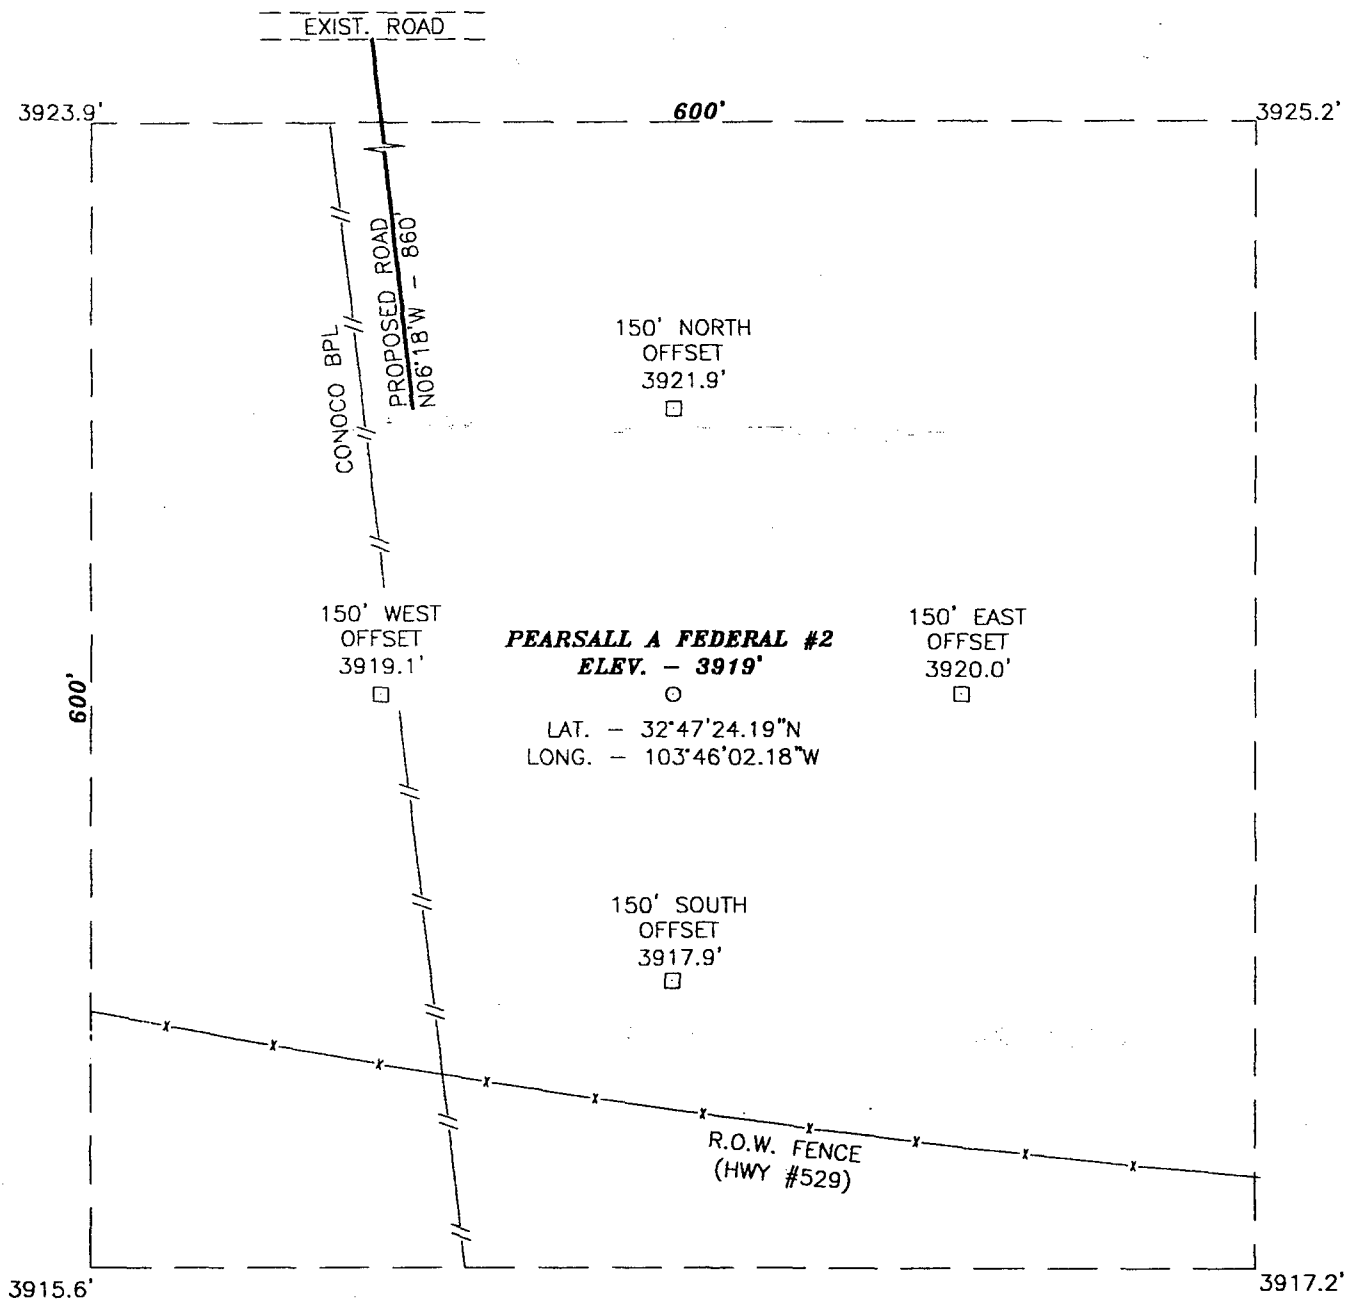 EXIST. ROAD
3923.9'
600'
3925.2'
PROPOSED ROAD
N06°18'W - 860'
CONOCO BPL
150' NORTH
OFFSET
3921.9'
150' WEST
OFFSET
3919.1'
PEARSALL A FEDERAL #2
ELEV. - 3919'
150' EAST
OFFSET
3920.0'
600'
LAT. - 32°47'24.19"N
LONG. - 103°46'02.18"W
150' SOUTH
OFFSET
3917.9'
R.O.W. FENCE
(HWY #529)
3915.6'
3917.2'